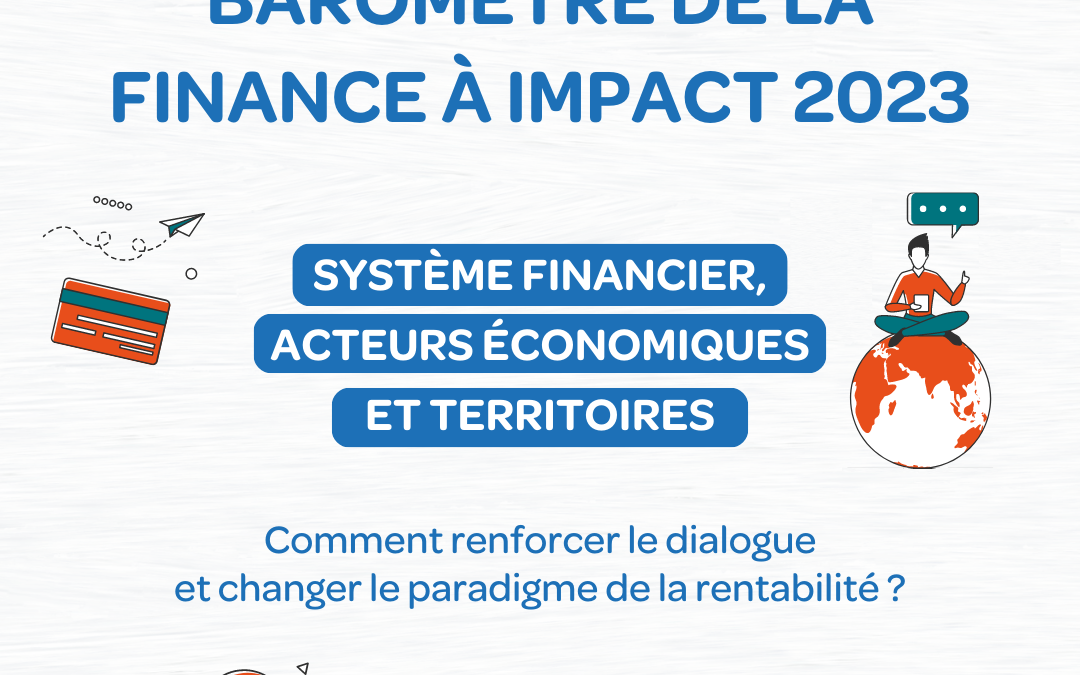 BAROMÈTRE DE LA
FINANCE À IMPACT 2023
SYSTÈME FINANCIER,
ACTEURS ÉCONOMIQUES
ET TERRITOIRES
Comment renforcer le dialogue
et changer le paradigme de la rentabilité ?